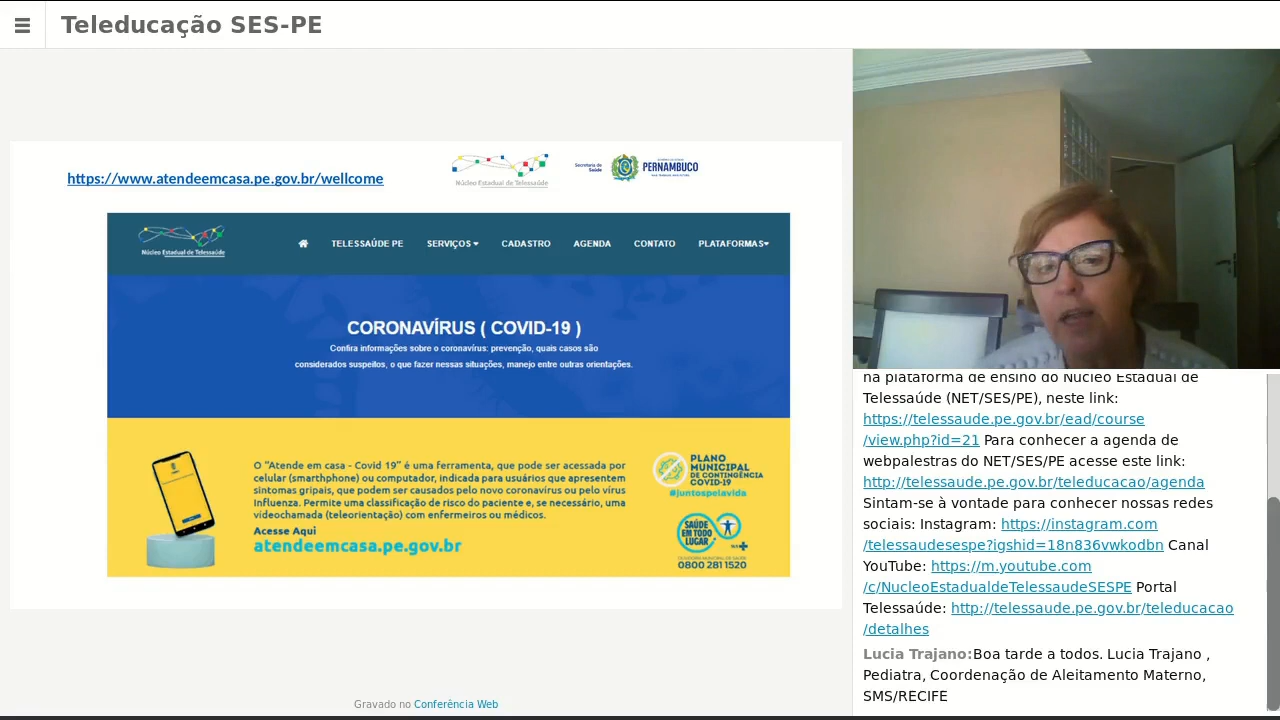 Teleducação SES-PE
https://www.atendeemcasa.pe.gov.br/wellcome
Núcleo Estadual de Telessaúde
Secretaria de Saúde
PERNAMBUCO
Núcleo Estadual de Telessaúde
TELESSAÚDE PE
SERVIÇOS
CADASTRO
AGENDA
CONTATO
PLATAFORMAS
CORONAVÍRUS ( COVID-19 )
Confira informações sobre o coronavírus: prevenção, quais casos são
considerados suspeitos, o que fazer nessas situações, manejo entre outras orientações.
O "Atende em casa - Covid 19" é uma ferramenta, que pode ser acessada por
celular (smarthphone) ou computador, indicada para usuários que apresentem
sintomas gripais, que podem ser causados pelo novo coronavírus ou pelo vírus
Influenza. Permite uma classificação de risco do paciente e, se necessário, uma
vídeochamada (teleorientação) com enfermeiros ou médicos.
Acesse Aqui
atendeemcasa.pe.gov.br
PLANO
MUNICIPAL
DE CONTINGÊNCIA
COVID-19
#juntospelavida
SAÚDE
EM TODO
LUGAR
0800 281 1520
na plataforma de ensino do Núcleo Estadual de
Telessaúde (NET/SES/PE), neste link:
https://telessaude.pe.gov.br/ead/course
/view.php?id=21 Para conhecer a agenda de
webpalestras do NET/SES/PE acesse este link:
http://telessaude.pe.gov.br/teleducacao/agenda
Sintam-se à vontade para conhecer nossas redes
sociais: Instagram: https://instagram.com
/telessaudesespe?igshid=18n836vwkodbn Canal
YouTube: https://m.youtube.com
/c/NucleoEstadualdeTelessaudeSESPE Portal
Telessaúde: http://telessaude.pe.gov.br/teleducacao
/detalhes
Lucia Trajano:Boa tarde a todos. Lucia Trajano ,
Pediatra, Coordenação de Aleitamento Materno,
SMS/RECIFE
Gravado no Conferência Web